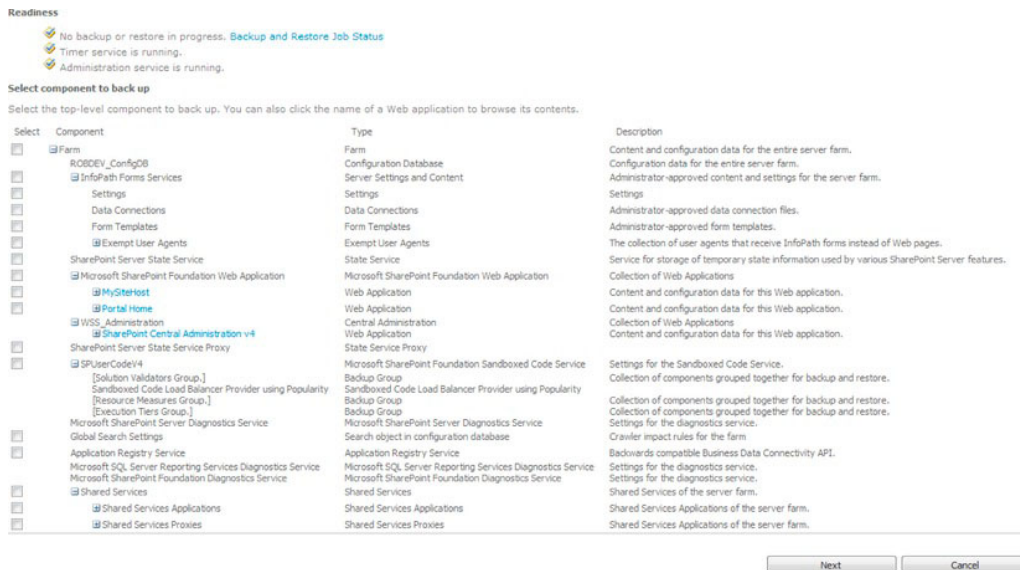 Readiness
No backup or restore in progress. Backup and Restore Job Status
Timer service is running.
Administration service is running.
Select component to back up
Select the top-level component to back up. You can also click the name of a Web application to browse its contents.
Select Component Type Description
Farm Farm Content and configuration data for the entire server farm.
ROBDEV_ConfigDB Configuration Database Configuration data for the entire server farm.
InfoPath Forms Services Server Settings and Content Administrator-approved content and settings for the server farm.
Settings Settings Settings
Data Connections Data Connections Administrator-approved data connection files.
Form Templates Form Templates Administrator-approved form templates.
Exempt User Agents Exempt User Agents The collection of user agents that receive InfoPath forms instead of Web pages.
SharePoint Server State Service State Service Service for storage of temporary state information used by various SharePoint Server features.
Microsoft SharePoint Foundation Web Application Microsoft SharePoint Foundation Web Application Collection of Web Applications
MySiteHost Web Application Content and configuration data for this Web application.
Portal Home Web Application Content and configuration data for this Web application.
WSS_Administration Central Administration Collection of Web Applications
SharePoint Central Administration v4 Web Application Content and configuration data for this Web application.
SharePoint Server State Service Proxy State Service Proxy
SPUserCodeV4 Microsoft SharePoint Foundation Sandboxed Code Service Settings for the Sandboxed Code Service.
[Solution Validators Group.] Backup Group Collection of components grouped together for backup and restore.
Sandboxed Code Load Balancer Provider using Popularity Sandboxed Code Load Balancer Provider using Popularity
[Resource Measures Group.] Backup Group Collection of components grouped together for backup and restore.
[Execution Tiers Group.] Backup Group Collection of components grouped together for backup and restore.
Microsoft SharePoint Server Diagnostics Service Microsoft SharePoint Server Diagnostics Service Settings for the diagnostics service.
Global Search Settings Search object in configuration database Crawler impact rules for the farm
Application Registry Service Application Registry Service Backwards compatible Business Data Connectivity API.
Microsoft SQL Server Reporting Services Diagnostics Service Microsoft SQL Server Reporting Services Diagnostics Service Settings for the diagnostics service.
Microsoft SharePoint Foundation Diagnostics Service Microsoft SharePoint Foundation Diagnostics Service Settings for the diagnostics service.
Shared Services Shared Services Shared Services of the server farm.
Shared Services Applications Shared Services Applications Shared Services Applications of the server farm.
Shared Services Proxies Shared Services Proxies Shared Services Applications of the server farm.
Next Cancel